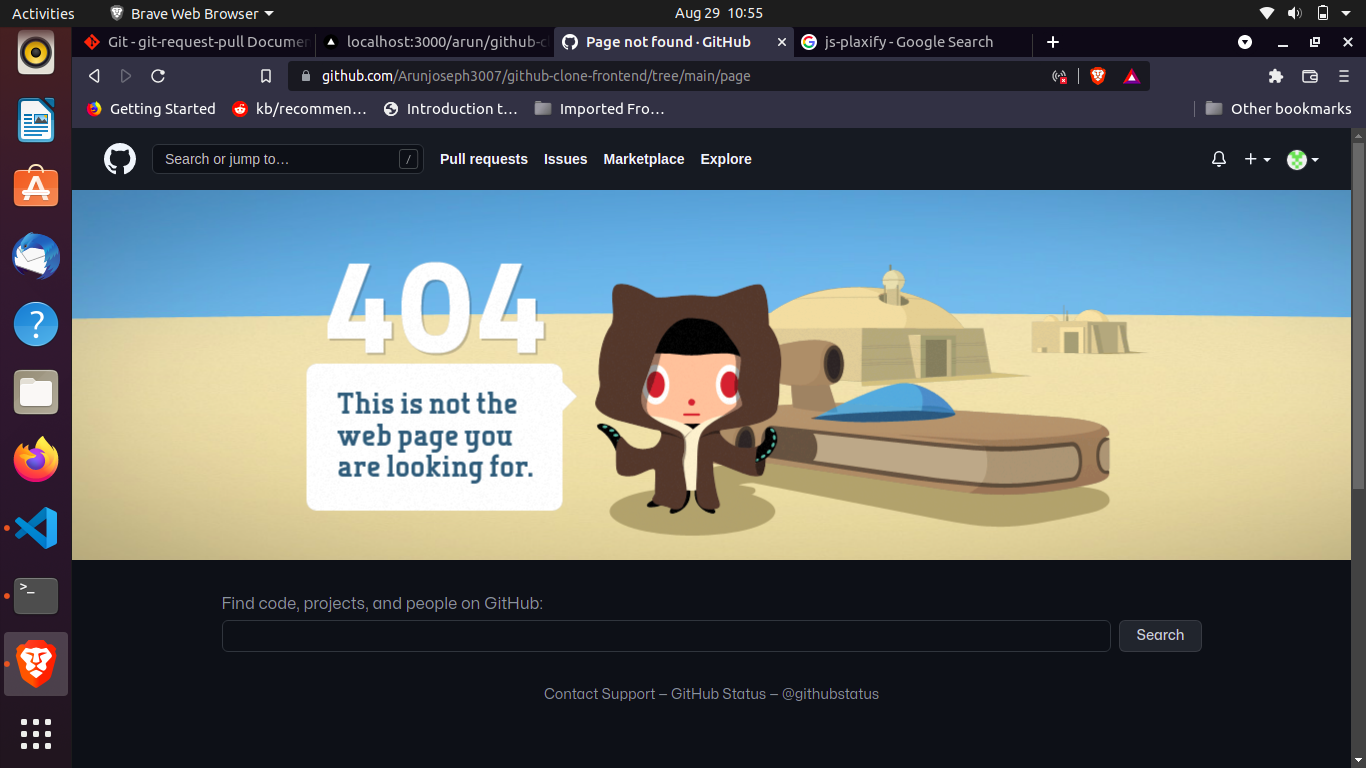 Activities
Brave Web Browser
Aug 29 10:55
Git - git-request-pull Documen
localhost:3000/arun/github-cl
Page not found · GitHub
js-plaxify - Google Search
github.com/Arunjoseph3007/github-clone-frontend/tree/main/page
Getting Started
kb/recommen...
Introduction t...
Imported Fro...
Other bookmarks
Search or jump to...
/
Pull requests
Issues
Marketplace
Explore
404
This is not the
web page you
are looking for.
Find code, projects, and people on GitHub:
Search
Contact Support — GitHub Status — @githubstatus